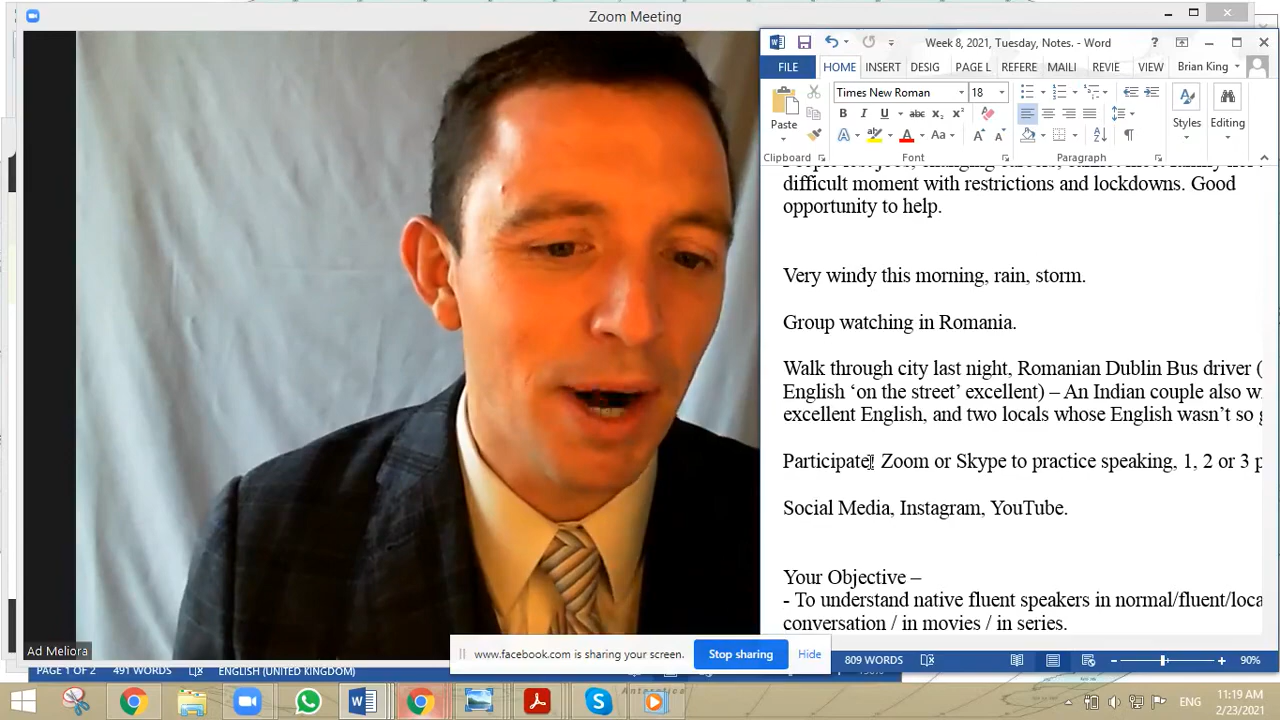 Zoom Meeting
Week 8, 2021, Tuesday, Notes. - Word
FILE HOME INSERT DESIG PAGE L REFERE MAILI REVIE VIEW Brian King
Times New Roman 18
Paste
Styles
Editing
Clipboard Font Paragraph
difficult moment with restrictions and lockdowns. Good
opportunity to help.
Very windy this morning, rain, storm.
Group watching in Romania.
Walk through city last night, Romanian Dublin Bus driver (
English ‘on the street’ excellent) – An Indian couple also w
excellent English, and two locals whose English wasn’t so g
Participate Zoom or Skype to practice speaking, 1, 2 or 3 p
Social Media, Instagram, YouTube.
Your Objective –
- To understand native fluent speakers in normal/fluent/loca
conversation / in movies / in series.
Ad Meliora
www.facebook.com is sharing your screen. Stop sharing Hide
PAGE 1 OF 2 491 WORDS ENGLISH (UNITED KINGDOM) 809 WORDS 90%
ENG
11:19 AM
2/23/2021